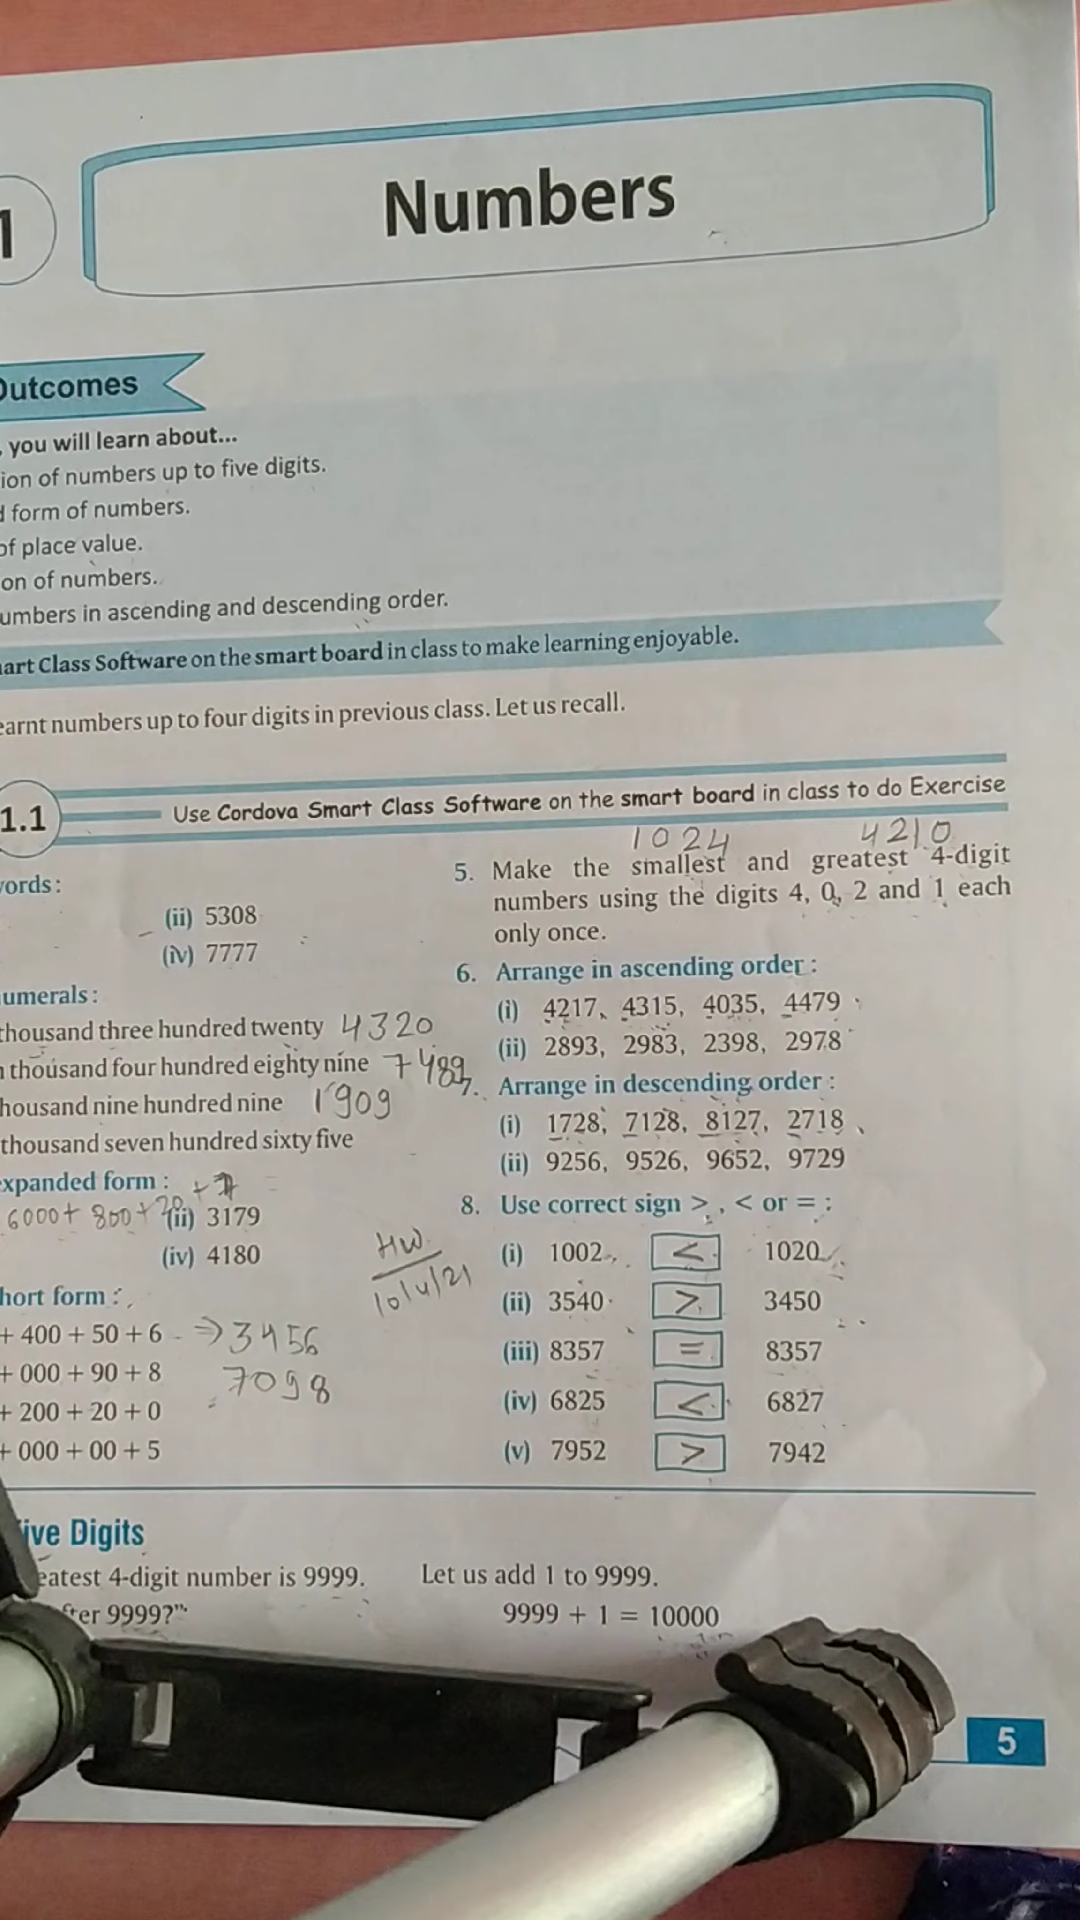 1
Numbers
Outcomes
, you will learn about...
ion of numbers up to five digits.
d form of numbers.
of place value.
on of numbers.
umbers in ascending and descending order.
art Class Software on the smart board in class to make learning enjoyable.
earnt numbers up to four digits in previous class. Let us recall.
1.1
Use Cordova Smart Class Software on the smart board in class to do Exercise
words :
(ii) 5308
(iv) 7777
umerals :
thousand three hundred twenty 4320
thousand four hundred eighty nine 7489
housand nine hundred nine 1909
thousand seven hundred sixty five
expanded form :
6000 + 800 + 20 + 7
(ii) 3179
(iv) 4180
hort form :
+ 400 + 50 + 6 ⇒ 3456
+ 000 + 90 + 8 7098
+ 200 + 20 + 0
+ 000 + 00 + 5
HW
10/4/21
1024 4210
5. Make the smallest and greatest 4-digit
numbers using the digits 4, 0, 2 and 1 each
only once.
6. Arrange in ascending order :
(i) 4217, 4315, 4035, 4479
(ii) 2893, 2983, 2398, 2978
7. Arrange in descending order :
(i) 1728, 7128, 8127, 2718
(ii) 9256, 9526, 9652, 9729
8. Use correct sign > , < or = :
(i) 1002 < 1020
(ii) 3540 > 3450
(iii) 8357 = 8357
(iv) 6825 < 6827
(v) 7952 > 7942
ive Digits
eatest 4-digit number is 9999.
ter 9999?"
Let us add 1 to 9999.
9999 + 1 = 10000
5